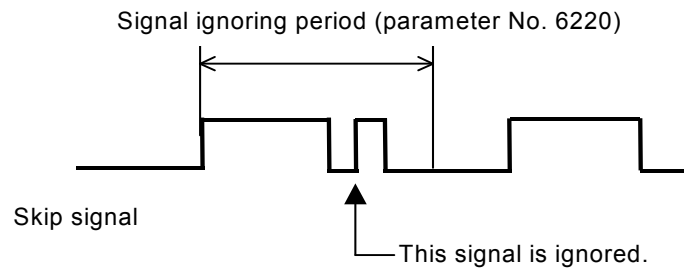 Signal ignoring period (parameter No. 6220)
Skip signal
This signal is ignored.